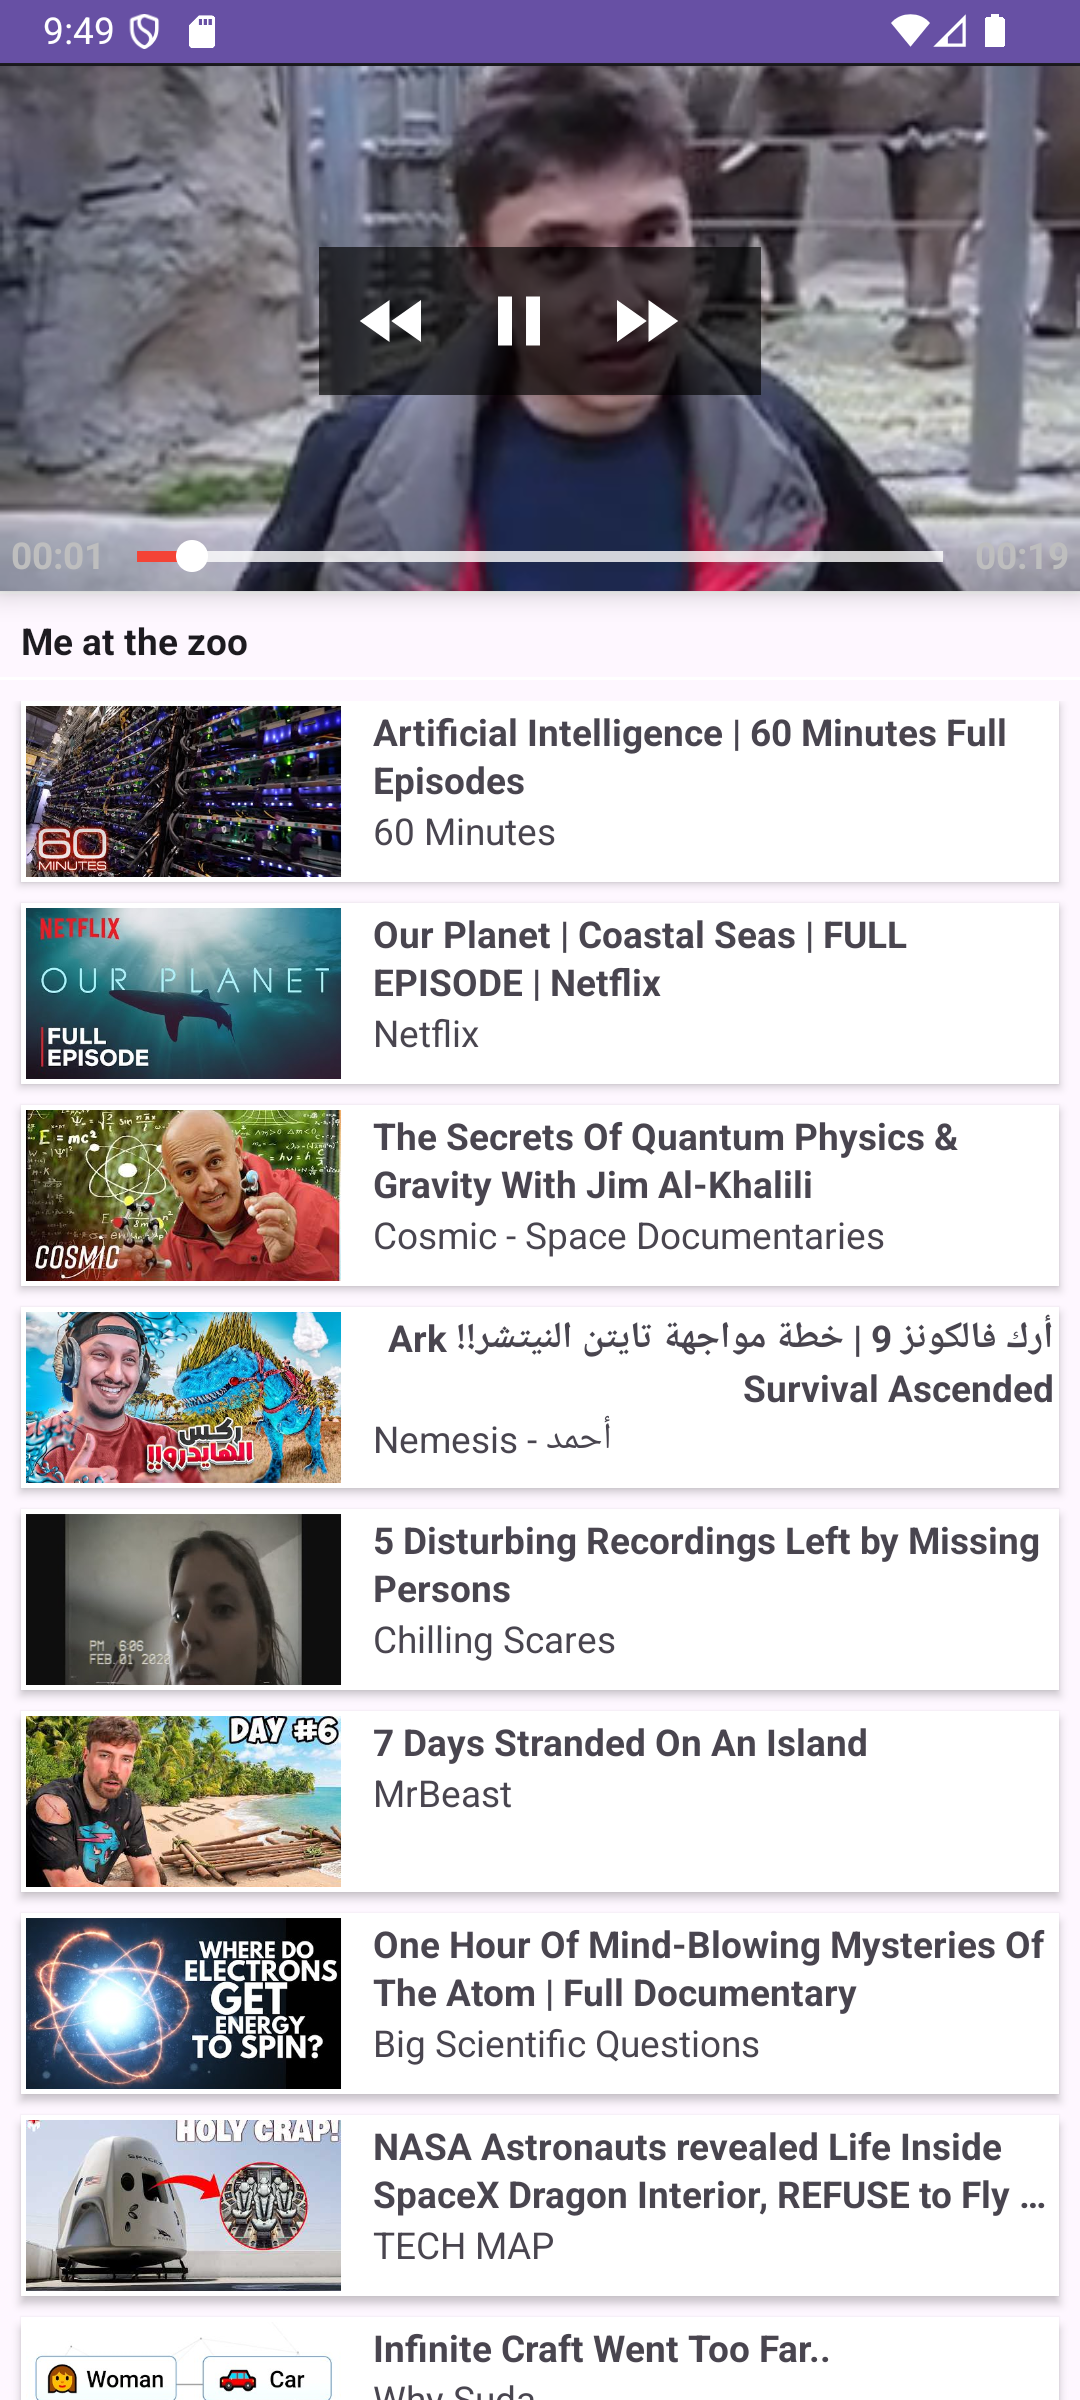 9:49
00:01
00:19
Me at the zoo
60
MINUTES
Artificial Intelligence | 60 Minutes Full
Episodes
60 Minutes
NETFLIX
OUR PLANET
FULL
EPISODE
Our Planet | Coastal Seas | FULL
EPISODE | Netflix
Netflix
E = mc²
COSMIC
The Secrets Of Quantum Physics &
Gravity With Jim Al-Khalili
Cosmic - Space Documentaries
ركس
الهايدرو!!
أرك فالكونز 9 | خطة مواجهة تايتن النيتشر!! Ark
Survival Ascended
Nemesis - أحمد
PM 6:06
FEB. 01 2020
5 Disturbing Recordings Left by Missing
Persons
Chilling Scares
DAY #6
HELP
7 Days Stranded On An Island
MrBeast
WHERE DO
ELECTRONS
GET
ENERGY
TO SPIN?
One Hour Of Mind-Blowing Mysteries Of
The Atom | Full Documentary
Big Scientific Questions
HOLY CRAP!
SPACEX
NASA Astronauts revealed Life Inside
SpaceX Dragon Interior, REFUSE to Fly ...
TECH MAP
Woman
Car
Infinite Craft Went Too Far..
Why Suda